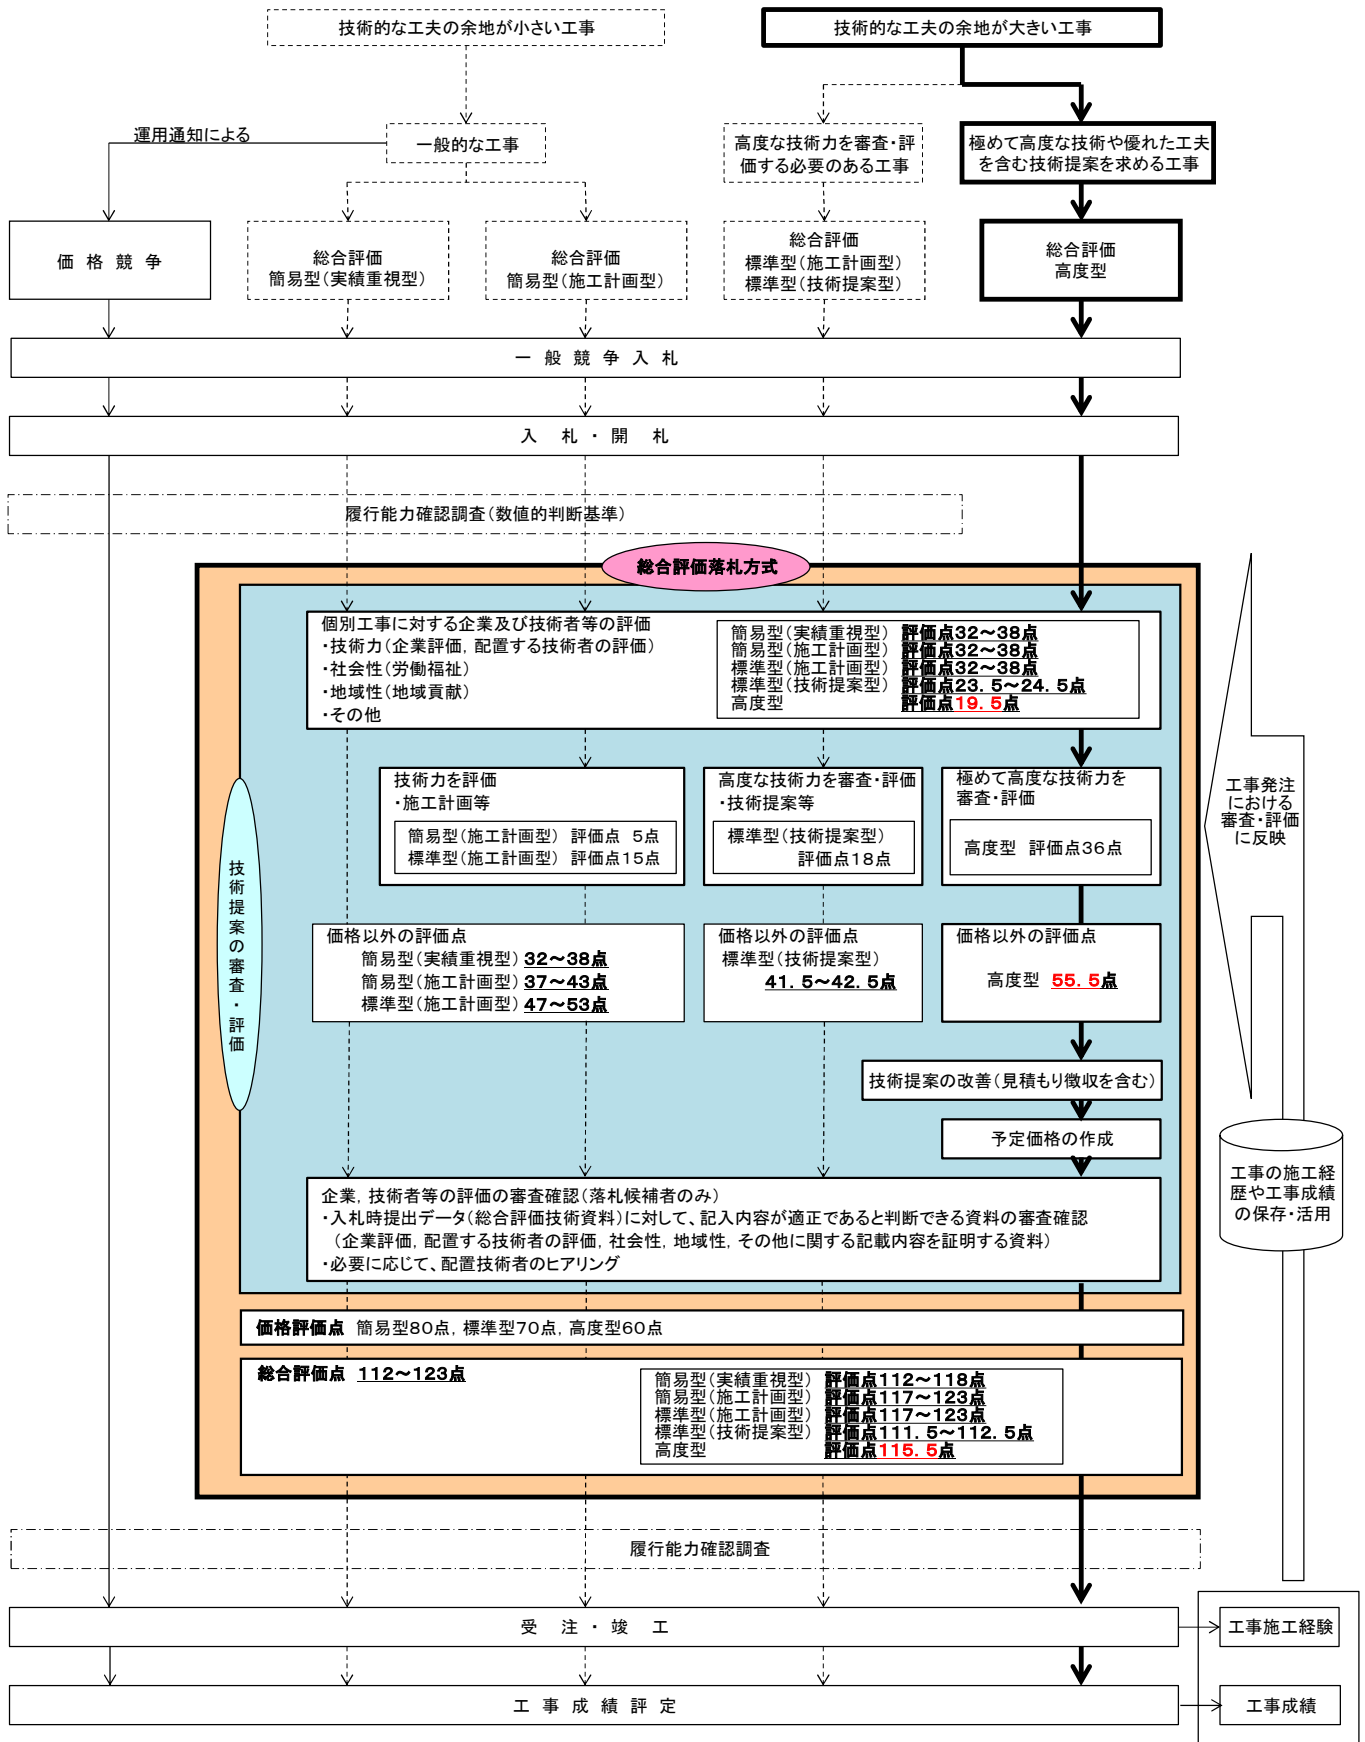 技術的な工夫の余地が小さい工事
技術的な工夫の余地が大きい工事
運用通知による
一般的な工事
高度な技術力を審査・評
価する必要のある工事
極めて高度な技術や優れた工夫
を含む技術提案を求める工事
価 格 競 争
総合評価
簡易型(実績重視型)
総合評価
簡易型(施工計画型)
総合評価
標準型(施工計画型)
標準型(技術提案型)
総合評価
高度型
一 般 競 争 入 札
入 札 ・ 開 札
履行能力確認調査(数値的判断基準)
総合評価落札方式
個別工事に対する企業及び技術者等の評価
・技術力(企業評価，配置する技術者の評価)
・社会性(労働福祉)
・地域性(地域貢献)
・その他
簡易型(実績重視型) 評価点32～38点
簡易型(施工計画型) 評価点32～38点
標準型(施工計画型) 評価点32～38点
標準型(技術提案型) 評価点23．5～24．5点
高度型 評価点19．5点
技術力を評価
・施工計画等
簡易型(施工計画型) 評価点 5点
標準型(施工計画型) 評価点15点
高度な技術力を審査・評価
・技術提案等
標準型(技術提案型)
評価点18点
極めて高度な技術力を
審査・評価
高度型 評価点36点
工事発注
における
審査・評価
に反映
技術提案の審査・評価
価格以外の評価点
簡易型(実績重視型) 32～38点
簡易型(施工計画型) 37～43点
標準型(施工計画型) 47～53点
価格以外の評価点
標準型(技術提案型)
41．5～42．5点
価格以外の評価点
高度型 55．5点
技術提案の改善(見積もり徴収を含む)
予定価格の作成
工事の施工経
歴や工事成績
の保存・活用
企業，技術者等の評価の審査確認(落札候補者のみ)
・入札時提出データ(総合評価技術資料)に対して、記入内容が適正であると判断できる資料の審査確認
(企業評価，配置する技術者の評価，社会性，地域性，その他に関する記載内容を証明する資料)
・必要に応じて、配置技術者のヒアリング
価格評価点 簡易型80点，標準型70点，高度型60点
総合評価点 112～123点
簡易型(実績重視型) 評価点112～118点
簡易型(施工計画型) 評価点117～123点
標準型(施工計画型) 評価点117～123点
標準型(技術提案型) 評価点111．5～112．5点
高度型 評価点115．5点
履行能力確認調査
受 注 ・ 竣 工
工事施工経験
工 事 成 績 評 定
工事成績